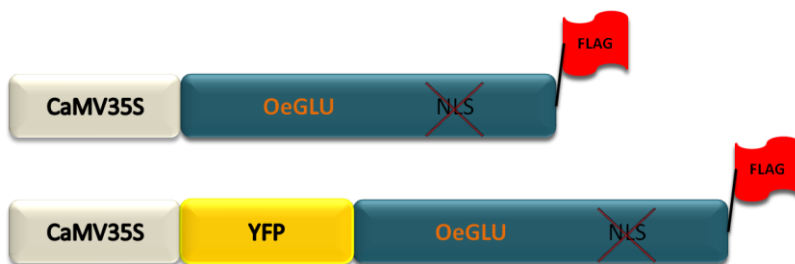 FLAG
CaMV35S OeGLU NLS
FLAG
CaMV35S YFP OeGLU NLS